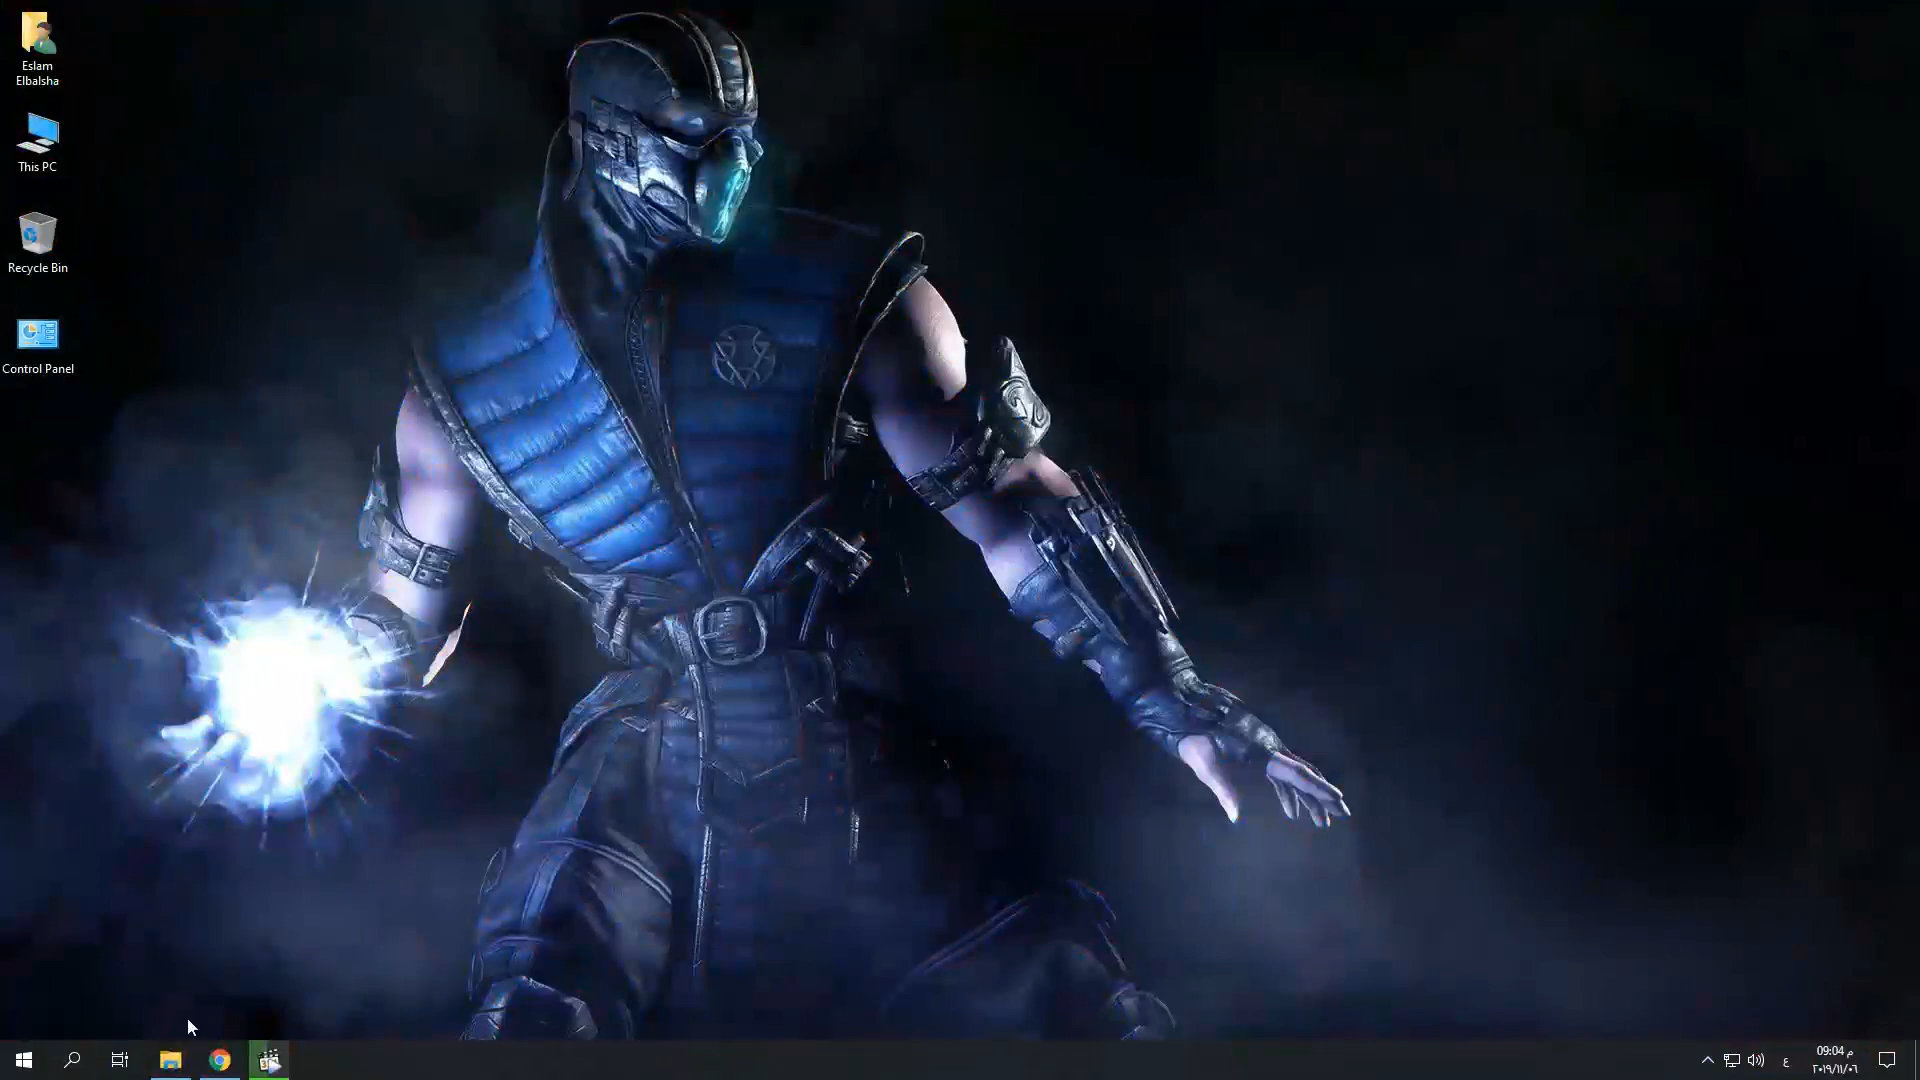 Eslam
Elbalsha
This PC
Recycle Bin
Control Panel
ع
09:04 م
٢٠١٩/١١/٠٦